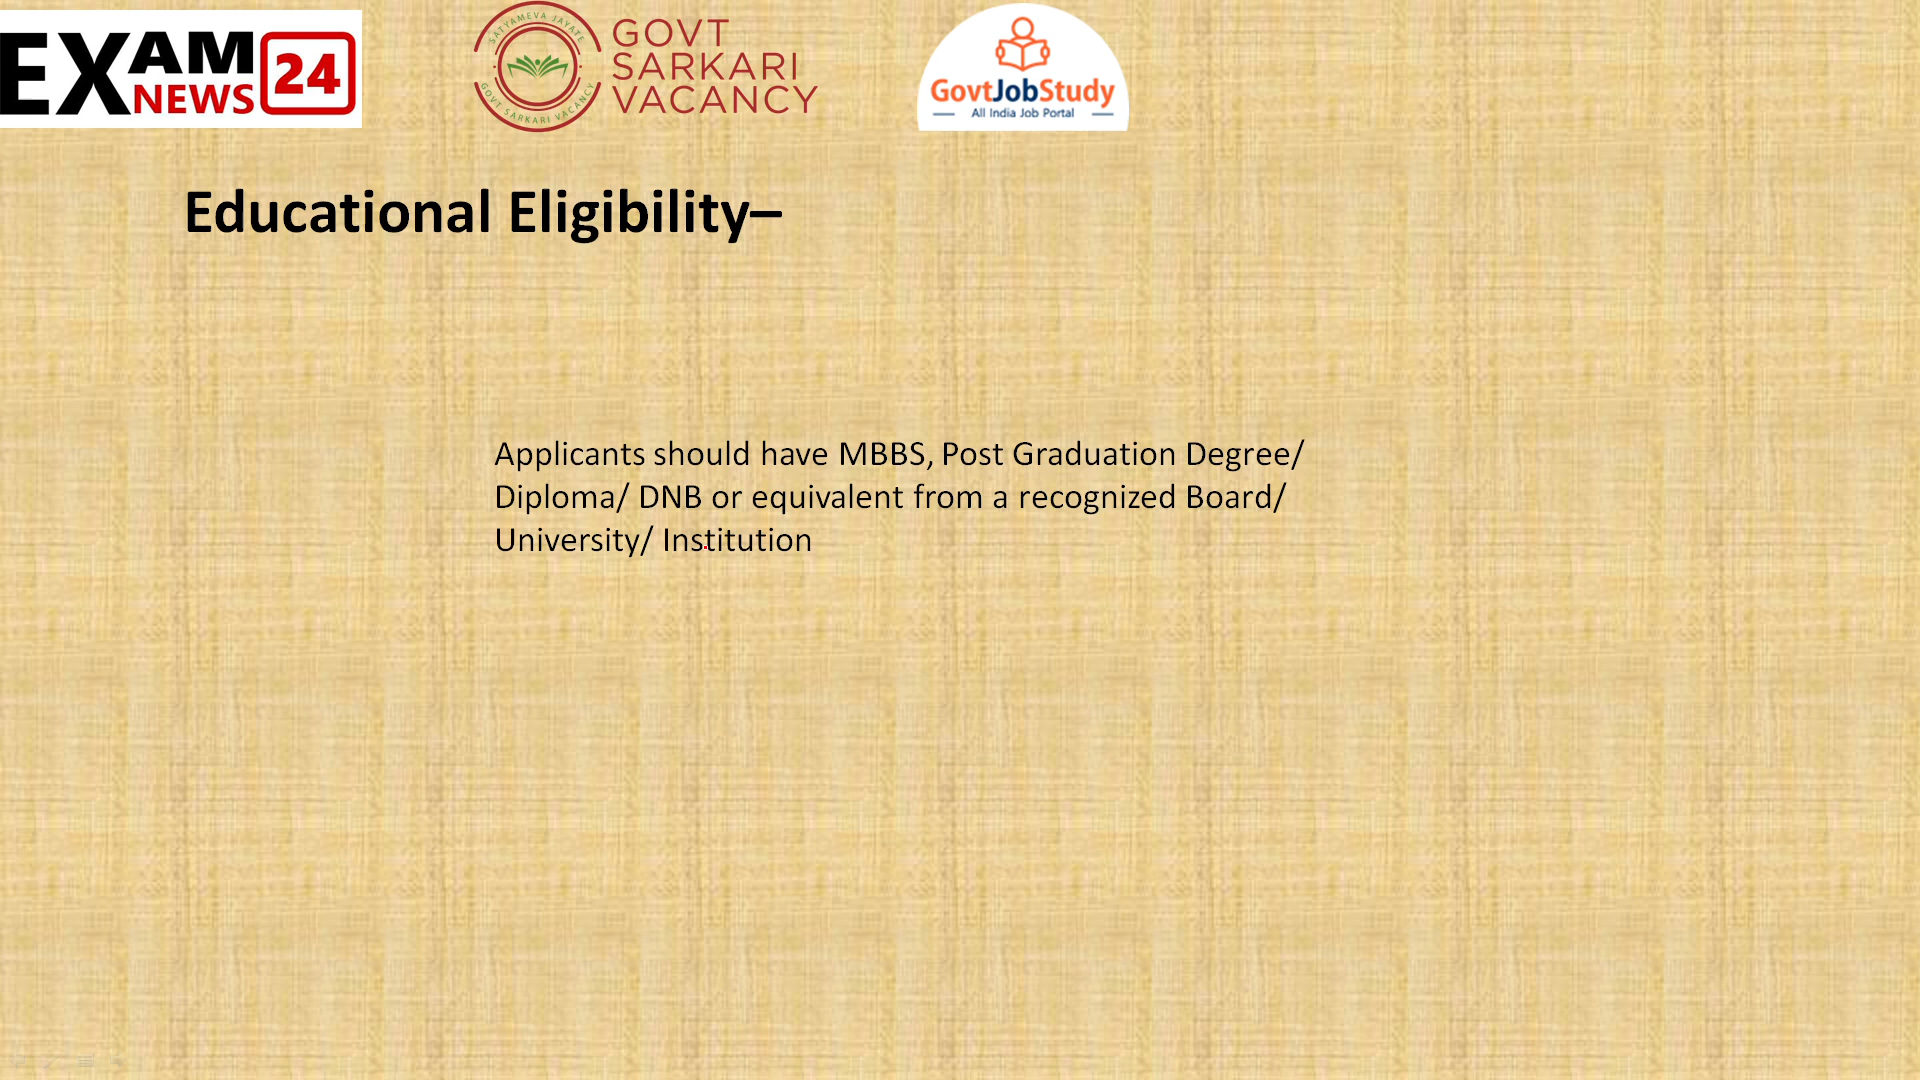 EXAM
NEWS 24
SATYAMEVA JAYATE
GOVT SARKARI VACANCY
GOVT
SARKARI
VACANCY
GovtJobStudy
All India Job Portal
Educational Eligibility–
Applicants should have MBBS, Post Graduation Degree/
Diploma/ DNB or equivalent from a recognized Board/
University/ Institution